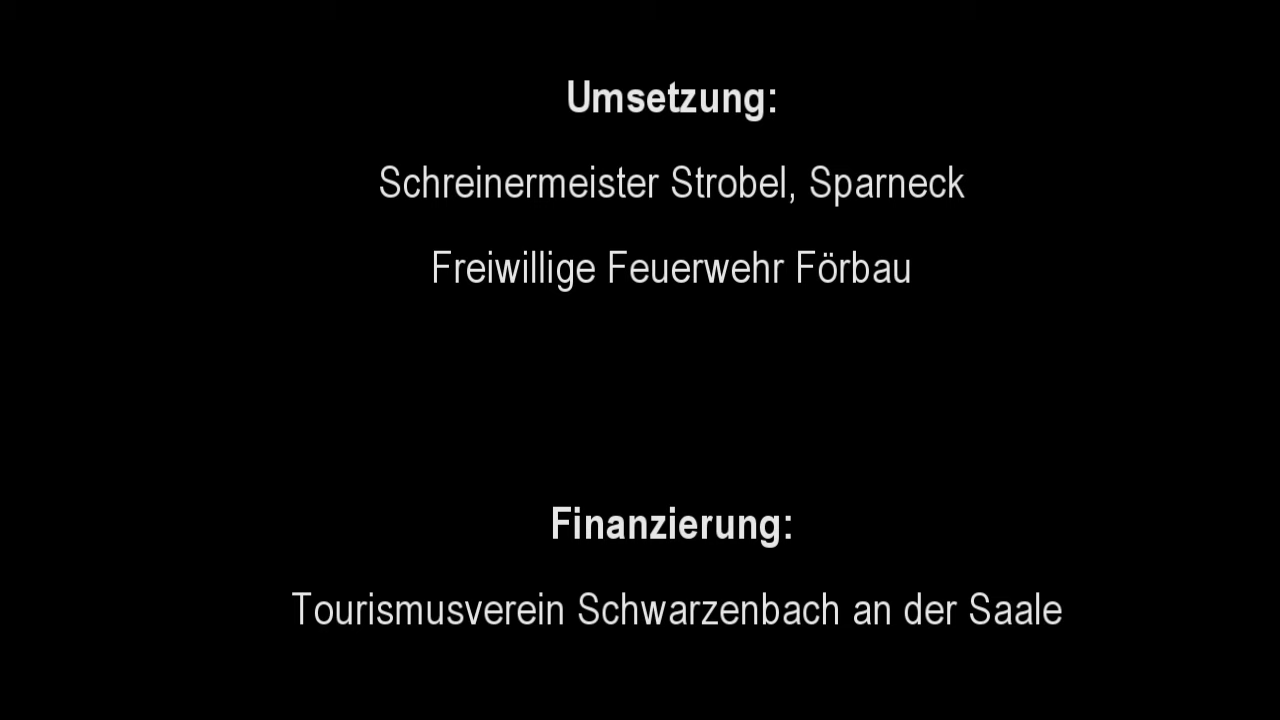 Umsetzung:
Schreinermeister Strobel, Sparneck
Freiwillige Feuerwehr Förbau
Finanzierung:
Tourismusverein Schwarzenbach an der Saale